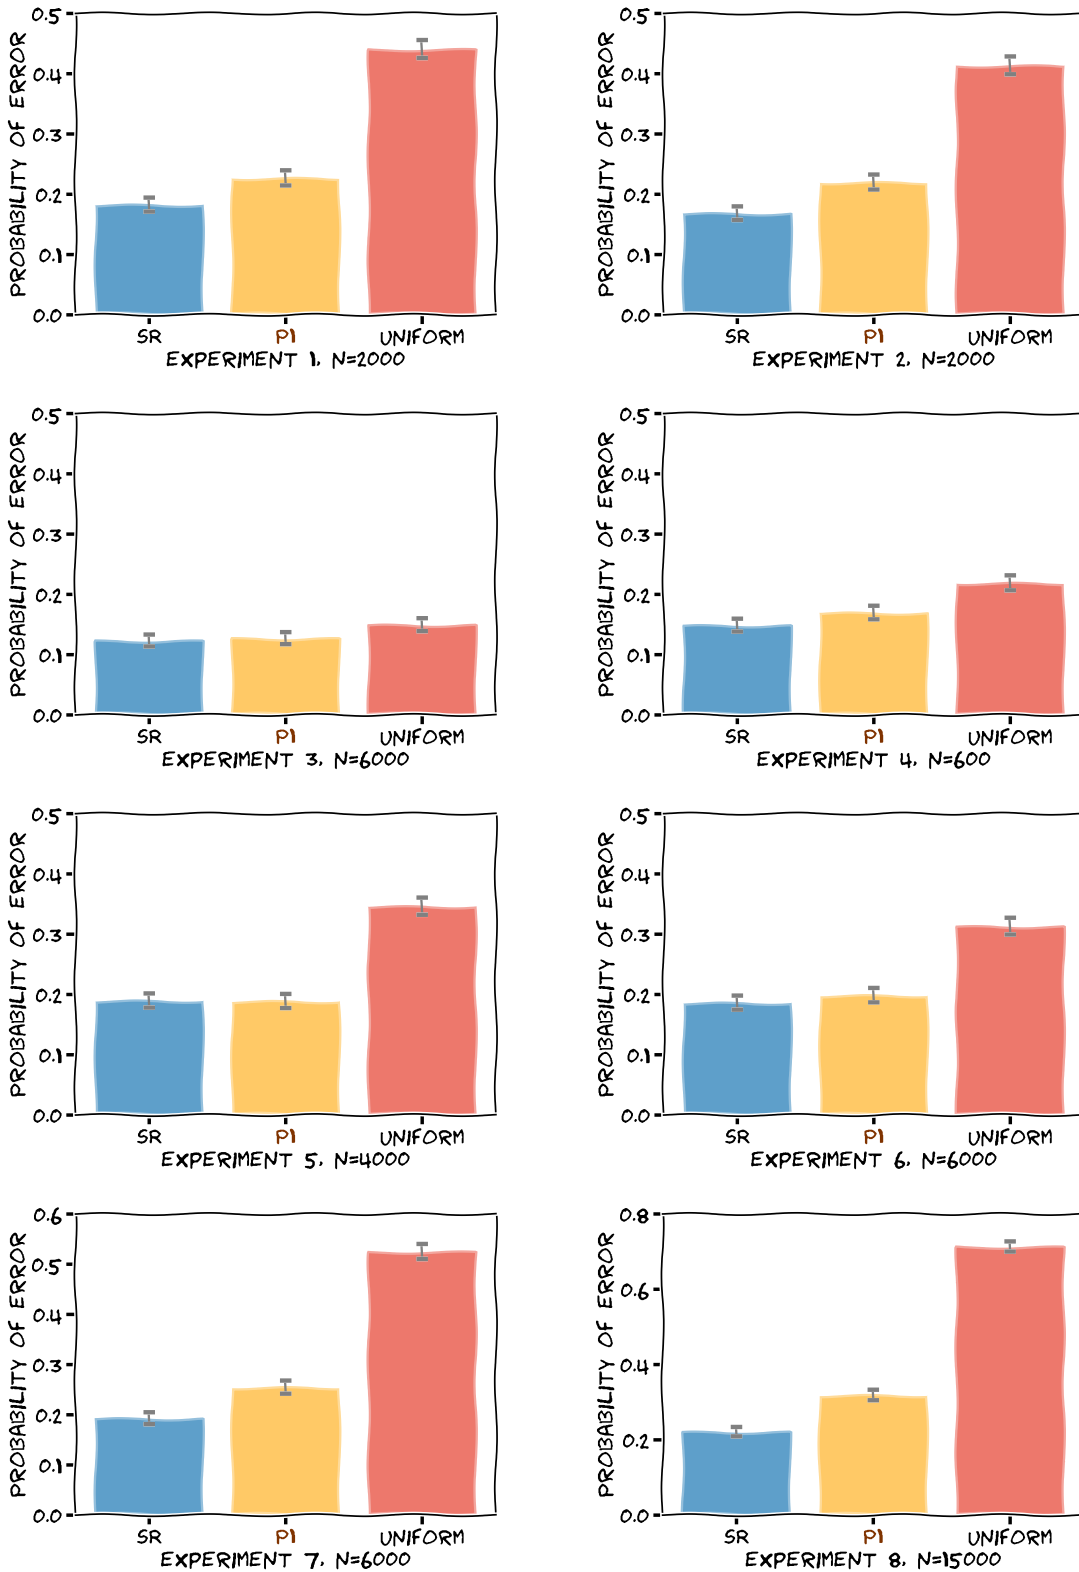 0.5
0.4
0.3
0.2
0.1
0.0
PROBABILITY OF ERROR
SR P1 UNIFORM
EXPERIMENT 1, N=2000
0.5
0.4
0.3
0.2
0.1
0.0
PROBABILITY OF ERROR
SR P1 UNIFORM
EXPERIMENT 2, N=2000
0.5
0.4
0.3
0.2
0.1
0.0
PROBABILITY OF ERROR
SR P1 UNIFORM
EXPERIMENT 3, N=6000
0.5
0.4
0.3
0.2
0.1
0.0
PROBABILITY OF ERROR
SR P1 UNIFORM
EXPERIMENT 4, N=600
0.5
0.4
0.3
0.2
0.1
0.0
PROBABILITY OF ERROR
SR P1 UNIFORM
EXPERIMENT 5, N=4000
0.5
0.4
0.3
0.2
0.1
0.0
PROBABILITY OF ERROR
SR P1 UNIFORM
EXPERIMENT 6, N=6000
0.6
0.5
0.4
0.3
0.2
0.1
0.0
PROBABILITY OF ERROR
SR P1 UNIFORM
EXPERIMENT 7, N=6000
0.8
0.6
0.4
0.2
0.0
PROBABILITY OF ERROR
SR P1 UNIFORM
EXPERIMENT 8, N=15000